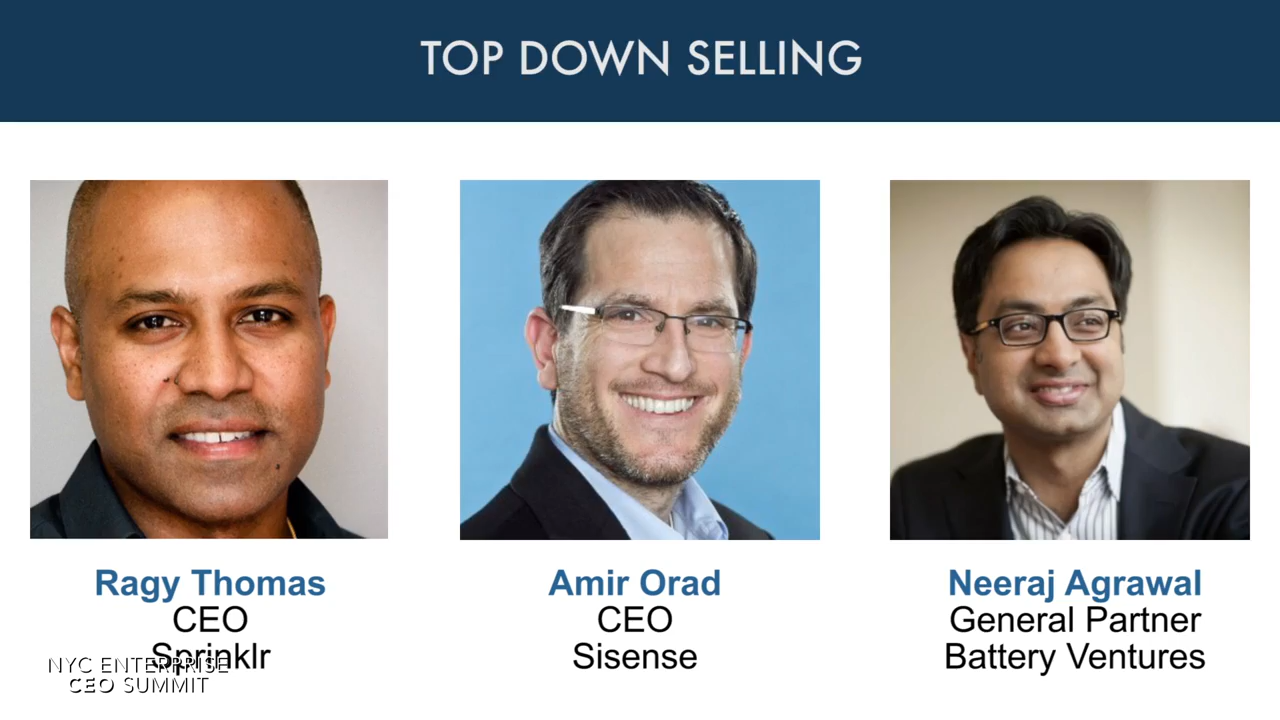 TOP DOWN SELLING
Ragy Thomas
CEO
Sprinklr
Amir Orad
CEO
Sisense
Neeraj Agrawal
General Partner
Battery Ventures
NYC ENTERPRISE
CEO SUMMIT